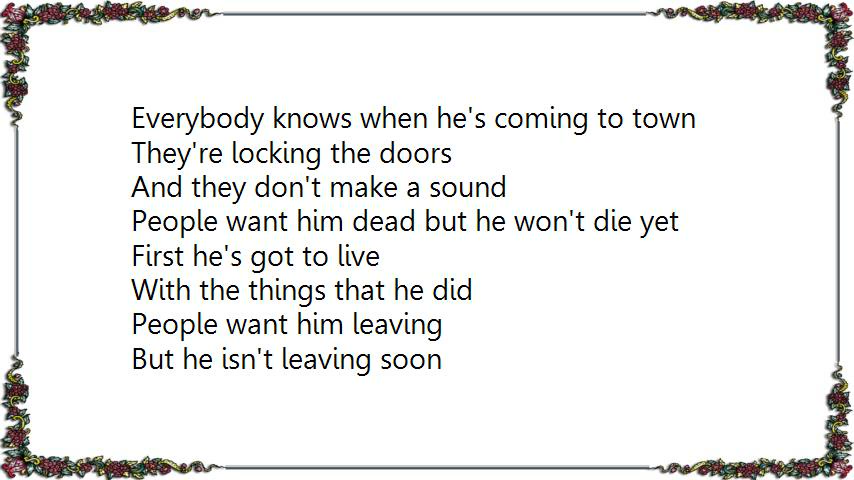 Everybody knows when he's coming to town
They're locking the doors
And they don't make a sound
People want him dead but he won't die yet
First he's got to live
With the things that he did
People want him leaving
But he isn't leaving soon